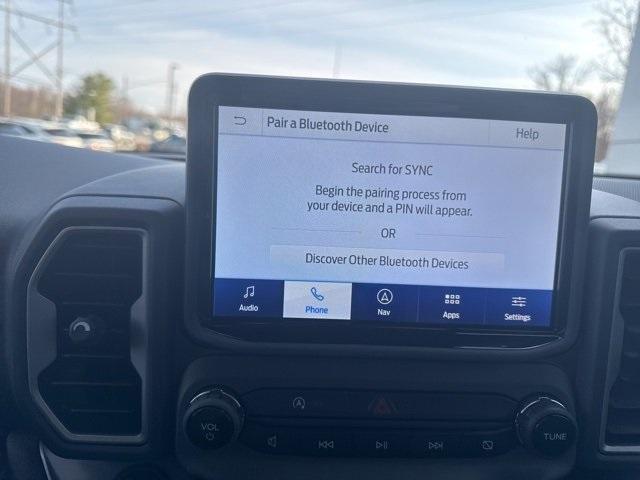 Pair a Bluetooth Device
Help
Search for SYNC
Begin the pairing process from
your device and a PIN will appear.
OR
Discover Other Bluetooth Devices
Audio
Phone
Nav
Apps
Settings
VOL
TUNE